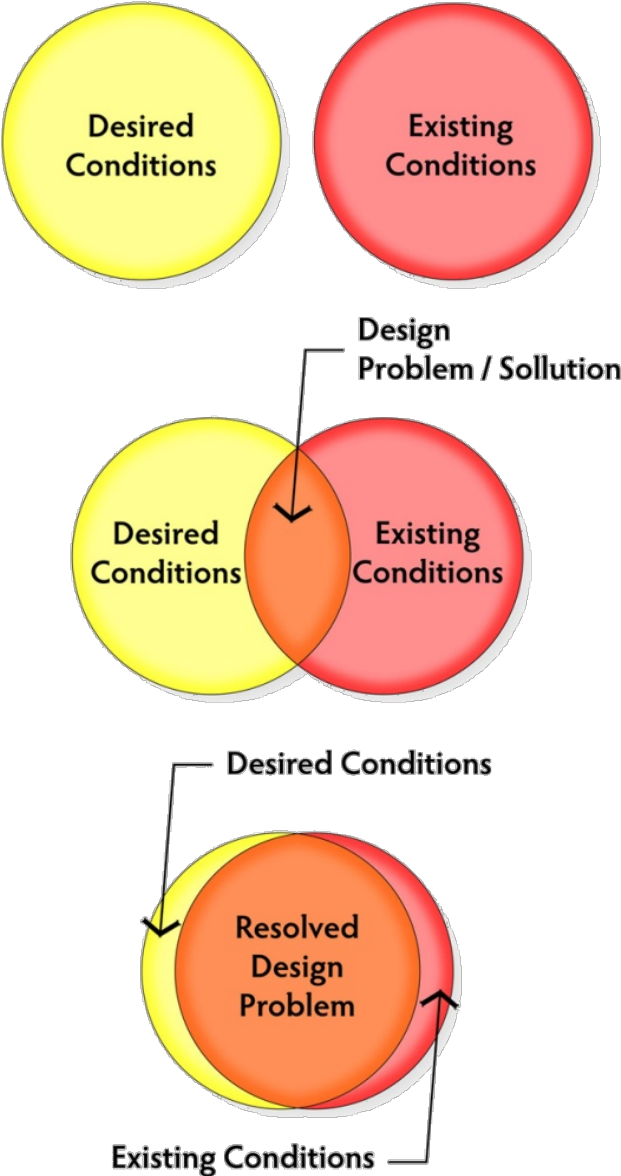 Desired
Conditions
Existing
Conditions
Design
Problem / Sollution
Desired
Conditions
Existing
Conditions
Desired Conditions
Resolved
Design
Problem
Existing Conditions